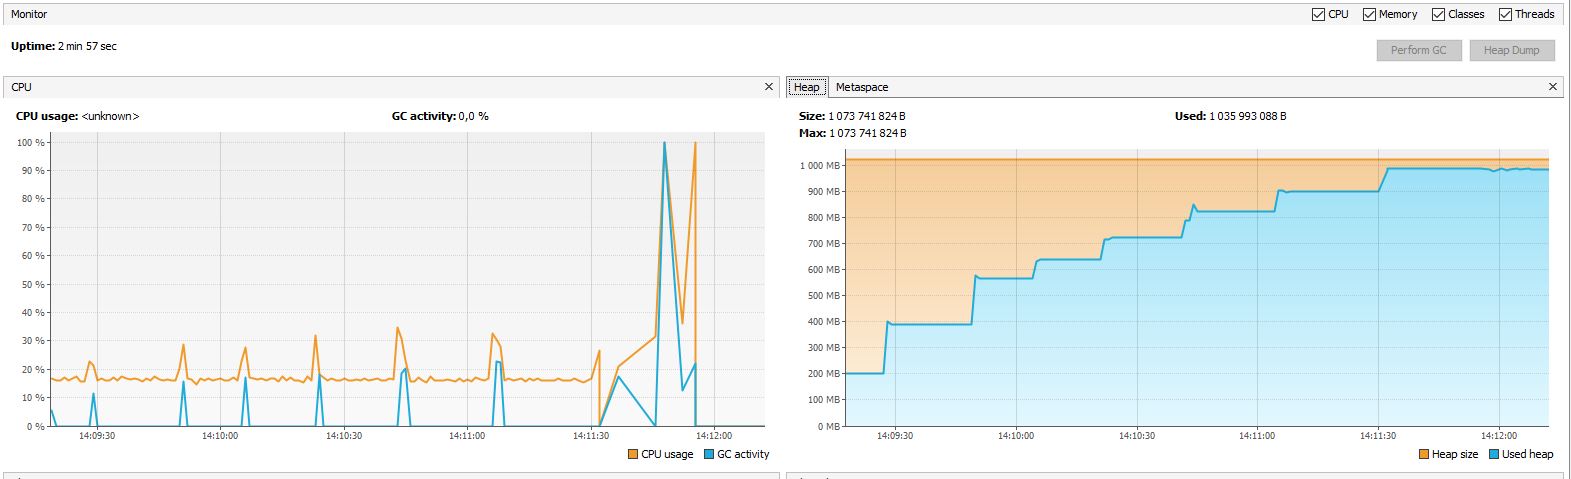 Monitor
CPU Memory Classes Threads
Uptime: 2 min 57 sec
Perform GC Heap Dump
CPU
CPU usage: <unknown> GC activity: 0,0 %
100 %
90 %
80 %
70 %
60 %
50 %
40 %
30 %
20 %
10 %
0 %
14:09:30 14:10:00 14:10:30 14:11:00 14:11:30 14:12:00
CPU usage GC activity
Heap Metaspace
Size: 1 073 741 824 B Used: 1 035 993 088 B
Max: 1 073 741 824 B
1 000 MB
900 MB
800 MB
700 MB
600 MB
500 MB
400 MB
300 MB
200 MB
100 MB
0 MB
14:09:30 14:10:00 14:10:30 14:11:00 14:11:30 14:12:00
Heap size Used heap